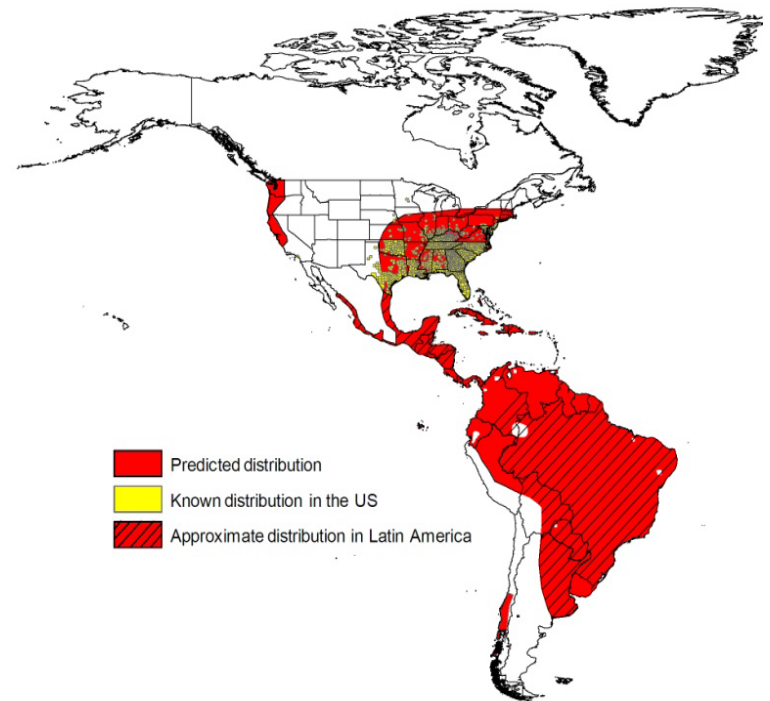 Predicted distribution
Known distribution in the US
Approximate distribution in Latin America